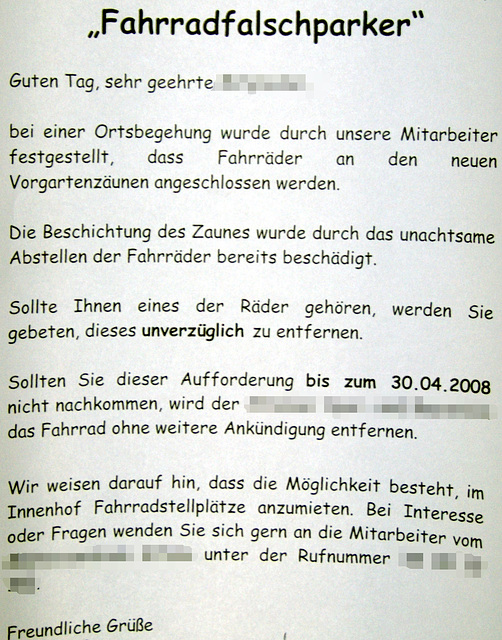 „Fahrradfalschparker“
Guten Tag, sehr geehrte
bei einer Ortsbegehung wurde durch unsere Mitarbeiter
festgestellt, dass Fahrräder an den neuen
Vorgartenzäunen angeschlossen werden.
Die Beschichtung des Zaunes wurde durch das unachtsame
Abstellen der Fahrräder bereits beschädigt.
Sollte Ihnen eines der Räder gehören, werden Sie
gebeten, dieses unverzüglich zu entfernen.
Sollten Sie dieser Aufforderung bis zum 30.04.2008
nicht nachkommen, wird der
das Fahrrad ohne weitere Ankündigung entfernen.
Wir weisen darauf hin, dass die Möglichkeit besteht, im
Innenhof Fahrradstellplätze anzumieten. Bei Interesse
oder Fragen wenden Sie sich gern an die Mitarbeiter vom
unter der Rufnummer
.
Freundliche Grüße